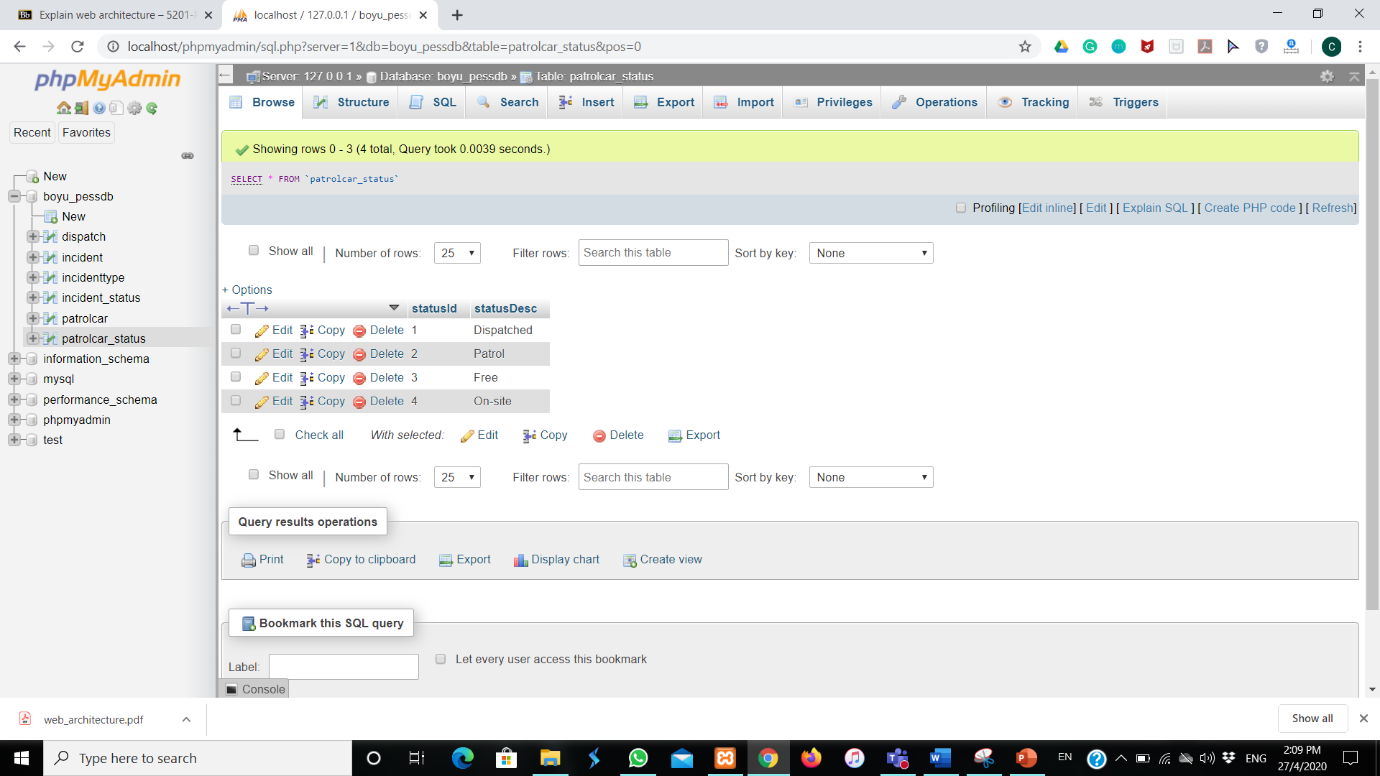 Explain web architecture – 5201-
localhost / 127.0.0.1 / boyu_pess
localhost/phpmyadmin/sql.php?server=1&db=boyu_pessdb&table=patrolcar_status&pos=0
phpMyAdmin
Recent Favorites
New
boyu_pessdb
New
dispatch
incident
incidenttype
incident_status
patrolcar
patrolcar_status
information_schema
mysql
performance_schema
phpmyadmin
test
Server: 127.0.0.1 » Database: boyu_pessdb » Table: patrolcar_status
Browse Structure SQL Search Insert Export Import Privileges Operations Tracking Triggers
Showing rows 0 - 3 (4 total, Query took 0.0039 seconds.)
SELECT * FROM `patrolcar_status`
Profiling [Edit inline] [ Edit ] [ Explain SQL ] [ Create PHP code ] [ Refresh]
Show all | Number of rows: 25 Filter rows: Search this table Sort by key: None
+ Options
statusId statusDesc
Edit Copy Delete 1 Dispatched
Edit Copy Delete 2 Patrol
Edit Copy Delete 3 Free
Edit Copy Delete 4 On-site
Check all With selected: Edit Copy Delete Export
Show all | Number of rows: 25 Filter rows: Search this table Sort by key: None
Query results operations
Print Copy to clipboard Export Display chart Create view
Bookmark this SQL query
Label: Let every user access this bookmark
Console
web_architecture.pdf Show all
Type here to search
EN ENG 2:09 PM
27/4/2020